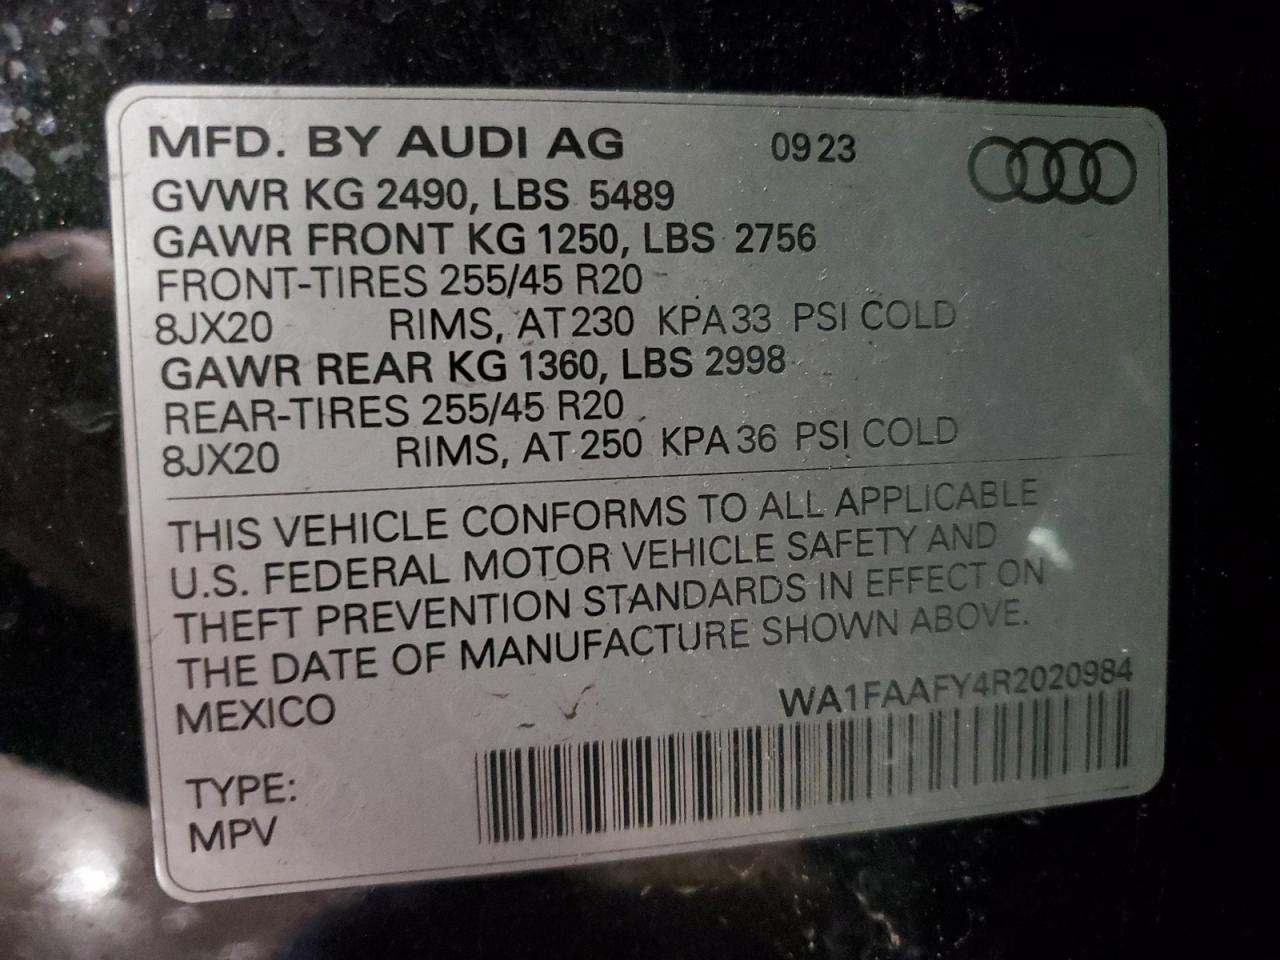 MFD. BY AUDI AG 0923
GVWR KG 2490, LBS 5489
GAWR FRONT KG 1250, LBS 2756
FRONT-TIRES 255/45 R20
8JX20 RIMS, AT 230 KPA 33 PSI COLD
GAWR REAR KG 1360, LBS 2998
REAR-TIRES 255/45 R20
8JX20 RIMS, AT 250 KPA 36 PSI COLD
THIS VEHICLE CONFORMS TO ALL APPLICABLE
U.S. FEDERAL MOTOR VEHICLE SAFETY AND
THEFT PREVENTION STANDARDS IN EFFECT ON
THE DATE OF MANUFACTURE SHOWN ABOVE.
MEXICO WA1FAAFY4R2020984
TYPE:
MPV